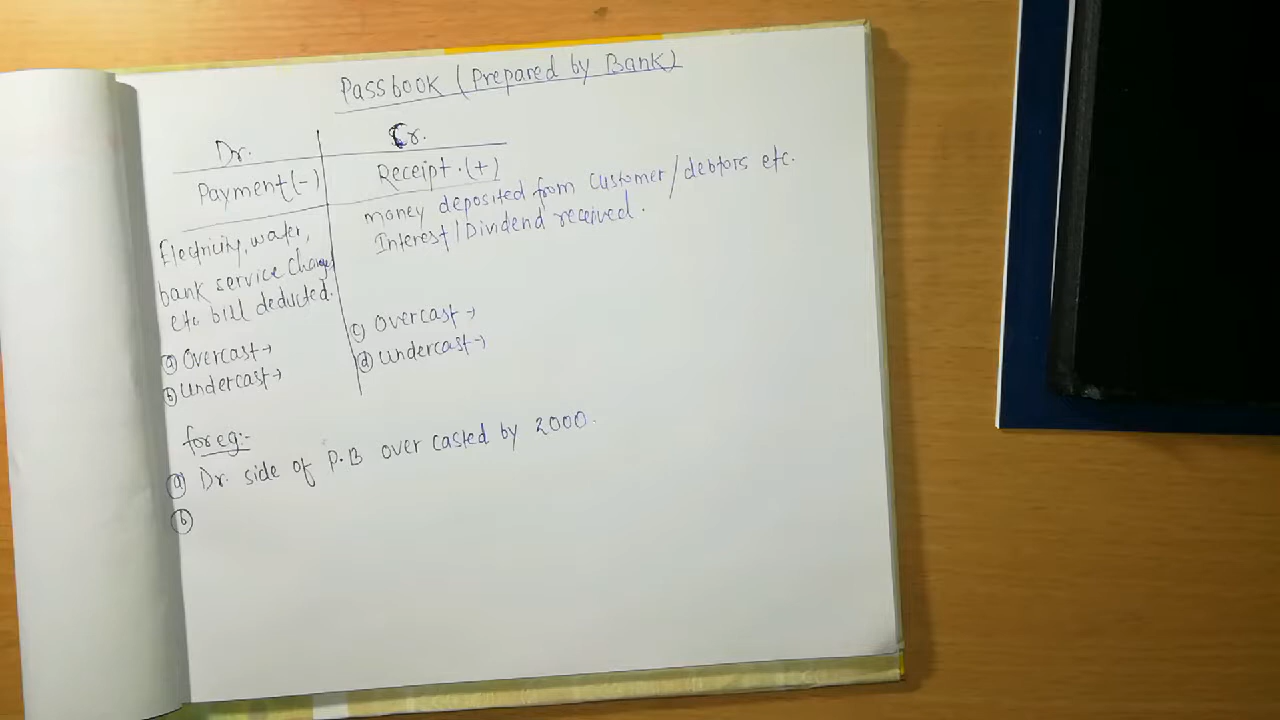 Passbook (Prepared by Bank)
Dr. Cr.
Payment(-) Receipt.(+)
money deposited from customer/debtors etc.
Interest/Dividend received.
Electricity, water,
bank service charges
etc bill deducted.
(a) Overcast→
(b) Undercast→
(c) Overcast→
(d) Undercast→
for eg:-
(a) Dr. side of P.B over casted by 2000.
(b)